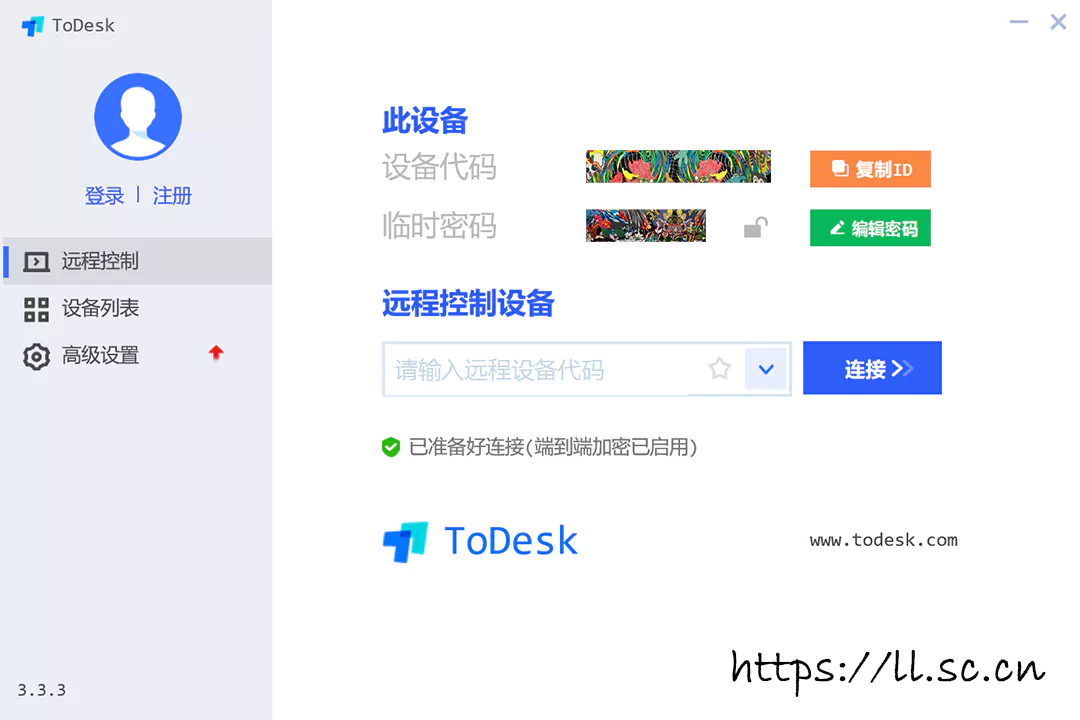 ToDesk
登录 | 注册
远程控制
设备列表
高级设置
3.3.3
此设备
设备代码
复制ID
临时密码
编辑密码
远程控制设备
请输入远程设备代码
连接
已准备好连接(端到端加密已启用)
ToDesk
www.todesk.com
https://ll.sc.cn